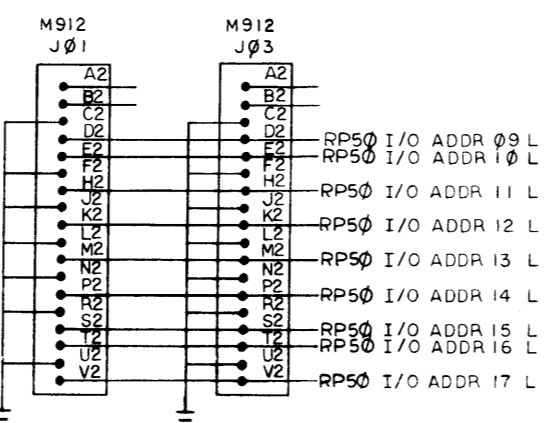 M912 M912
JØ1 JØ3
A2 A2
B2 B2
C2 C2
D2 D2 RP5Ø I/O ADDR Ø9 L
E2 E2 RP5Ø I/O ADDR 1Ø L
F2 F2
H2 H2 RP5Ø I/O ADDR 11 L
J2 J2
K2 K2 RP5Ø I/O ADDR 12 L
L2 L2
M2 M2 RP5Ø I/O ADDR 13 L
N2 N2
P2 P2 RP5Ø I/O ADDR 14 L
R2 R2
S2 S2 RP5Ø I/O ADDR 15 L
T2 T2 RP5Ø I/O ADDR 16 L
U2 U2
V2 V2 RP5Ø I/O ADDR 17 L